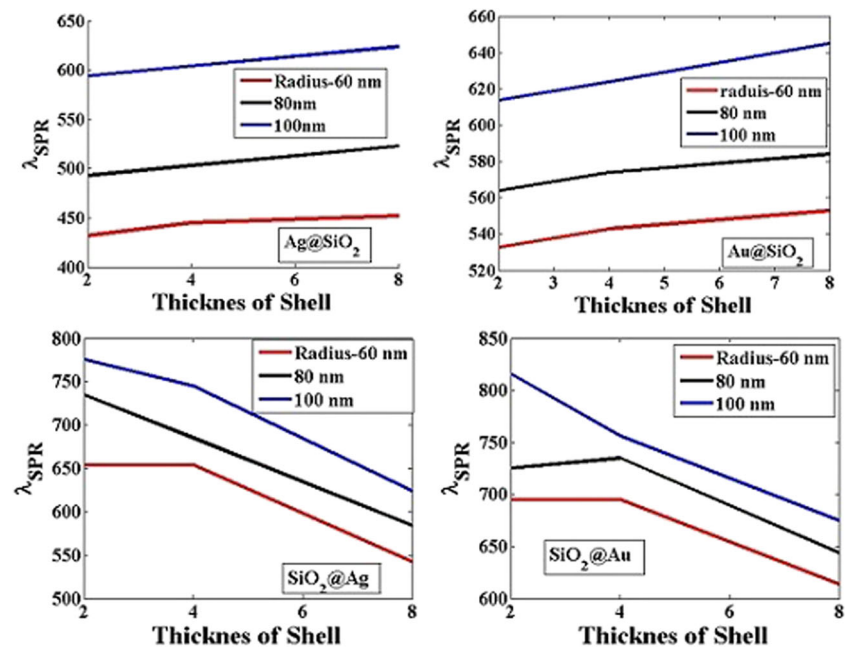 650
600
550
500
450
400
λSPR
Radius-60 nm
80nm
100nm
Ag@SiO2
2
4
6
8
Thicknes of Shell
660
640
620
600
580
560
540
520
λSPR
raduis-60 nm
80 nm
100 nm
Au@SiO2
2
3
4
5
6
7
8
Thicknes of Shell
800
750
700
650
600
550
500
λSPR
Radius-60 nm
80 nm
100 nm
SiO2@Ag
2
4
6
8
Thicknes of Shell
850
800
750
700
650
600
λSPR
Radius-60 nm
80 nm
100 nm
SiO2@Au
2
4
6
8
Thicknes of Shell